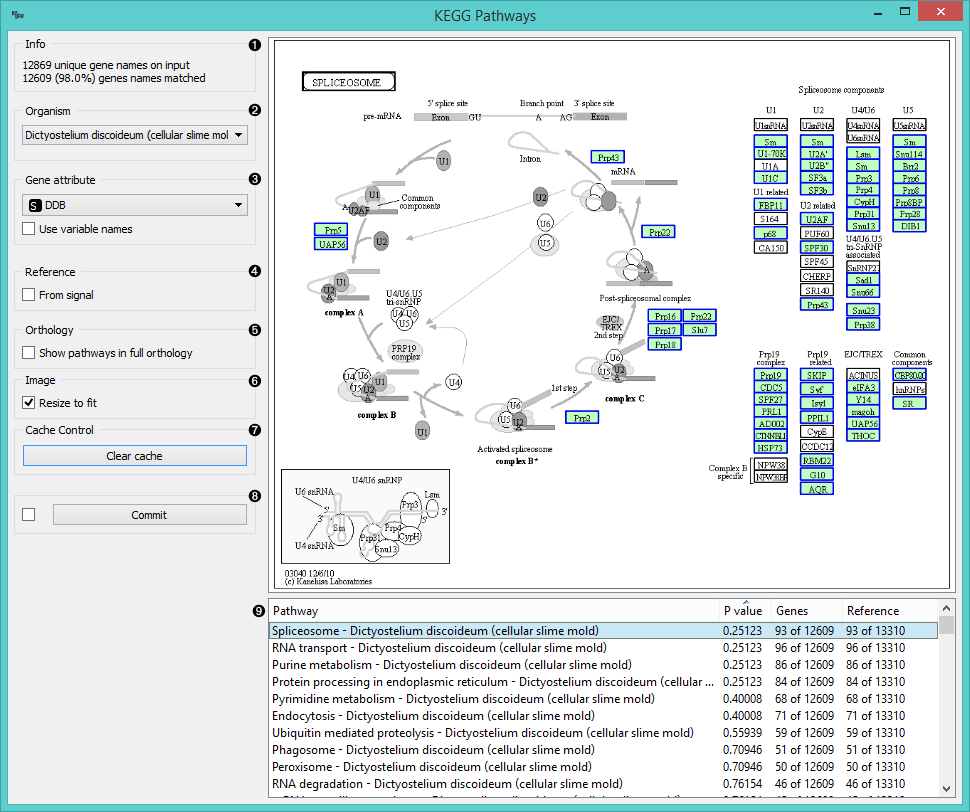 KEGG Pathways
Info
12869 unique gene names on input
12609 (98.0%) genes names matched
Organism
Dictyostelium discoideum (cellular slime mol
Gene attribute
S DDB
Use variable names
Reference
From signal
Orthology
Show pathways in full orthology
Image
Resize to fit
Cache Control
Clear cache
Commit
1
2
3
4
5
6
7
8
9
SPLICEOSOME
5' splice site
Branch point
3' splice site
pre-mRNA
Exon
GU
A
AG
Exon
Intron
Prp43
mRNA
U1
U1
A
U2AF
Common
components
U2
Prp5
UAP56
U2
U6
U5
Prp22
A
Post-spliceosomal complex
U1
U2
A
complex A
U4/U6 U5
tri-snRNP
U4
U6
U5
PRP19
complex
EJC/
TREX
2nd step
Prp16
Prp22
Prp17
Slu7
Prp18
U4
U6
U5
U1
U2
A
complex B
U4
U1
U6
U5
U2
A
Activated spliceosome
complex B*
1st step
Prp2
U6
U5
U2
A
complex C
U4/U6 snRNP
U6 snRNA
5'
3'
Sm
U4 snRNA
Prp31
Prp4
Snu13
CypH
Prp3
Lsm
5'
3'
03040 12/6/10
(c) Kanehisa Laboratories
Spliceosome components
U1
U1snRNA
Sm
U1-70K
U1A
U1C
U1 related
FBP11
S164
p68
CA150
U2
U2snRNA
Sm
U2A'
U2B"
SF3a
SF3b
U2 related
U2AF
PUF60
SPF30
SPF45
CHERP
SR140
Prp43
U4/U6
U4snRNA
U6snRNA
Lsm
Sm
Prp3
Prp4
CypH
Prp31
Snu13
U4/U6.U5
tri-SnRNP
associated
SnRNP27
Sad1
Snu66
Snu23
Prp38
U5
U5snRNA
Sm
Snu114
Brr2
Prp6
Prp8
Prp8BP
Prp28
DIB1
Prp19
complex
Prp19
CDC5
SPF27
PRL1
AD002
CTNNBL1
HSP73
Complex B
specific
NPW38
NPW38BP
Prp19
related
SKIP
Syf
Isy1
PPIL1
CypE
CCDC12
RBM22
G10
AQR
EJC/TREX
ACINUS
eIFA3
Y14
magoh
UAP56
THOC
Common
components
CBP80/20
hnRNPs
SR
Pathway P value Genes Reference
Spliceosome - Dictyostelium discoideum (cellular slime mold) 0.25123 93 of 12609 93 of 13310
RNA transport - Dictyostelium discoideum (cellular slime mold) 0.25123 96 of 12609 96 of 13310
Purine metabolism - Dictyostelium discoideum (cellular slime mold) 0.25123 86 of 12609 86 of 13310
Protein processing in endoplasmic reticulum - Dictyostelium discoideum (cellular ... 0.25123 84 of 12609 84 of 13310
Pyrimidine metabolism - Dictyostelium discoideum (cellular slime mold) 0.40008 68 of 12609 68 of 13310
Endocytosis - Dictyostelium discoideum (cellular slime mold) 0.40008 71 of 12609 71 of 13310
Ubiquitin mediated proteolysis - Dictyostelium discoideum (cellular slime mold) 0.55939 59 of 12609 59 of 13310
Phagosome - Dictyostelium discoideum (cellular slime mold) 0.70946 51 of 12609 51 of 13310
Peroxisome - Dictyostelium discoideum (cellular slime mold) 0.70946 50 of 12609 50 of 13310
RNA degradation - Dictyostelium discoideum (cellular slime mold) 0.76154 46 of 12609 46 of 13310